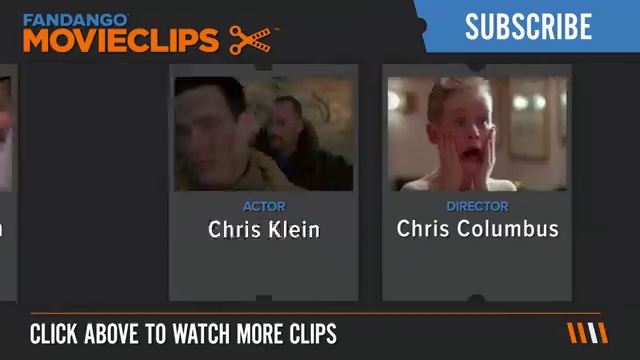 FANDANGO
MOVIECLIPS
SUBSCRIBE
ACTOR
Chris Klein
DIRECTOR
Chris Columbus
CLICK ABOVE TO WATCH MORE CLIPS